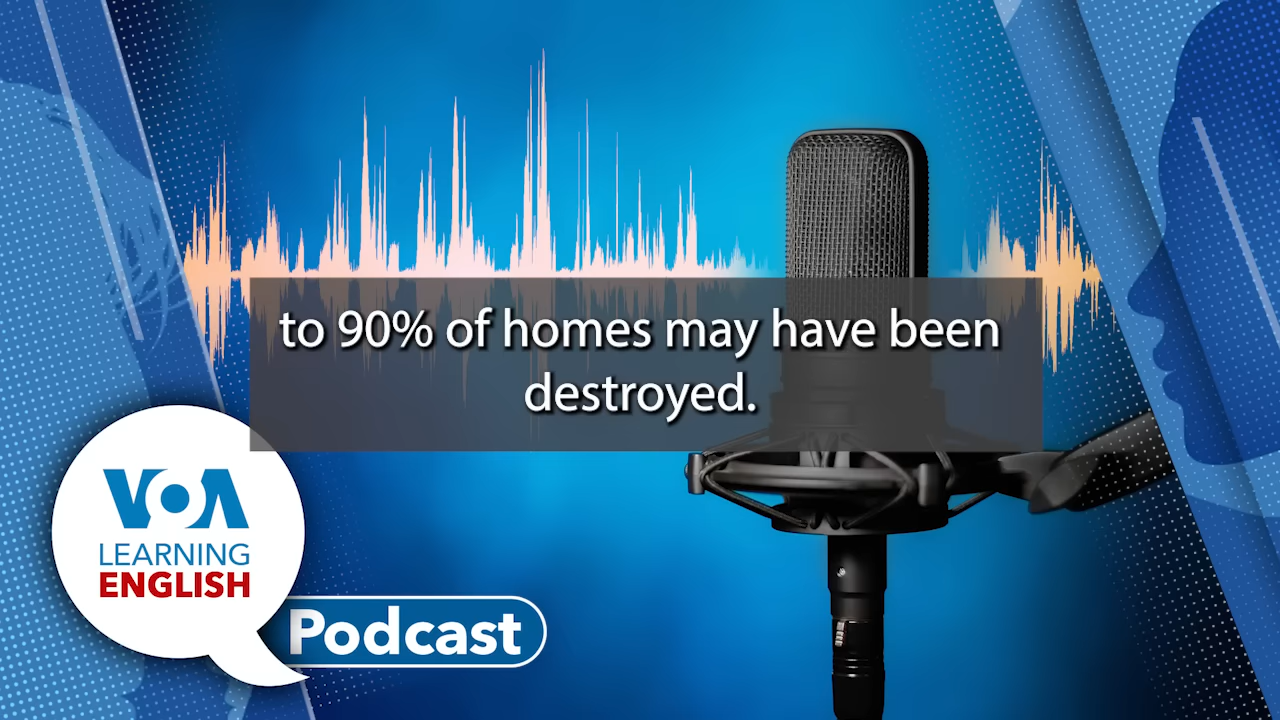 to 90% of homes may have been
destroyed.
VOA
LEARNING
ENGLISH
Podcast